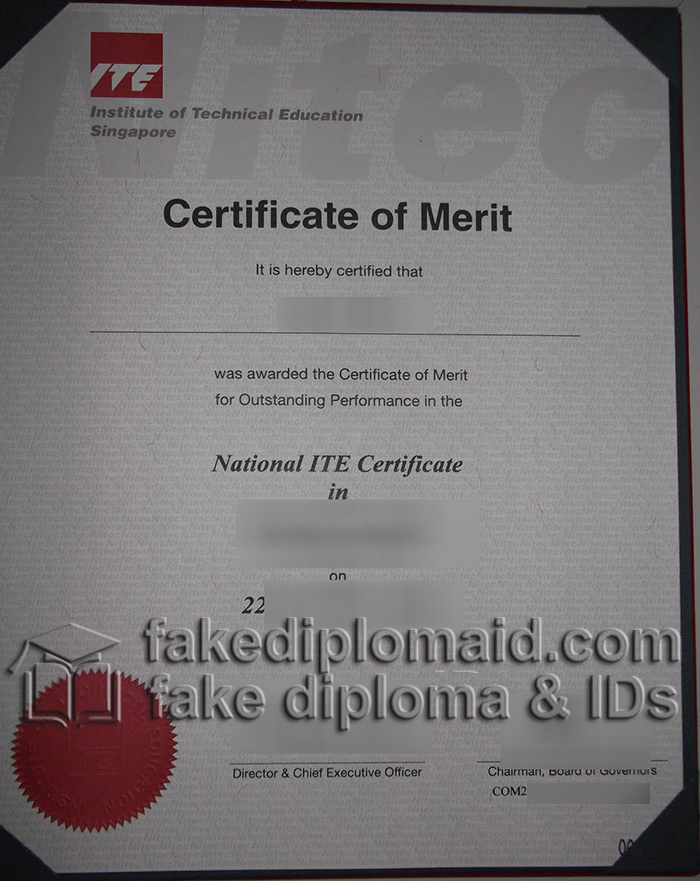 Nitec
ITE
Institute of Technical Education
Singapore
Certificate of Merit
It is hereby certified that
was awarded the Certificate of Merit
for Outstanding Performance in the
National ITE Certificate
in
on
22
fakediplomaid.com
fake diploma & IDs
Director & Chief Executive Officer
Chairman, Board of Governors
COM2